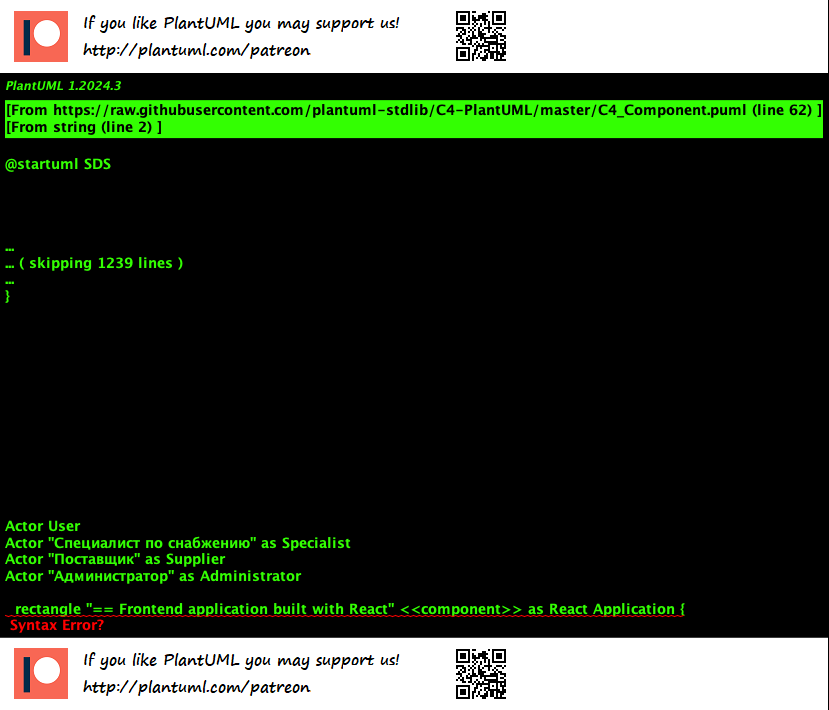 If you like PlantUML you may support us!
http://plantuml.com/patreon
PlantUML 1.2024.3
[From https://raw.githubusercontent.com/plantuml-stdlib/C4-PlantUML/master/C4_Component.puml (line 62) ]
[From string (line 2) ]
@startuml SDS
...
... ( skipping 1239 lines )
...
}
Actor User
Actor "Специалист по снабжению" as Specialist
Actor "Поставщик" as Supplier
Actor "Администратор" as Administrator
rectangle "== Frontend application built with React" <<component>> as React Application {
Syntax Error?
If you like PlantUML you may support us!
http://plantuml.com/patreon